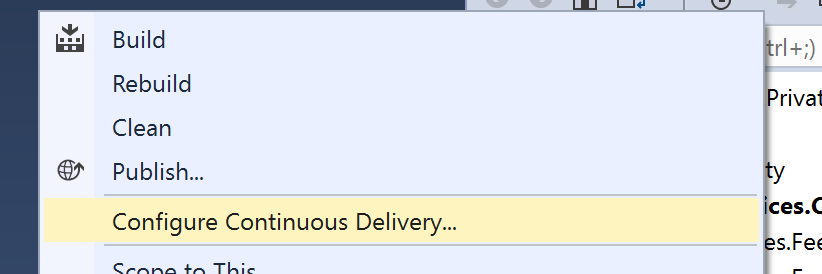 Build
trl+;)
Rebuild
Privat
Clean
Publish...
ty
ices.C
Configure Continuous Delivery...
es.Fee
Scope to This